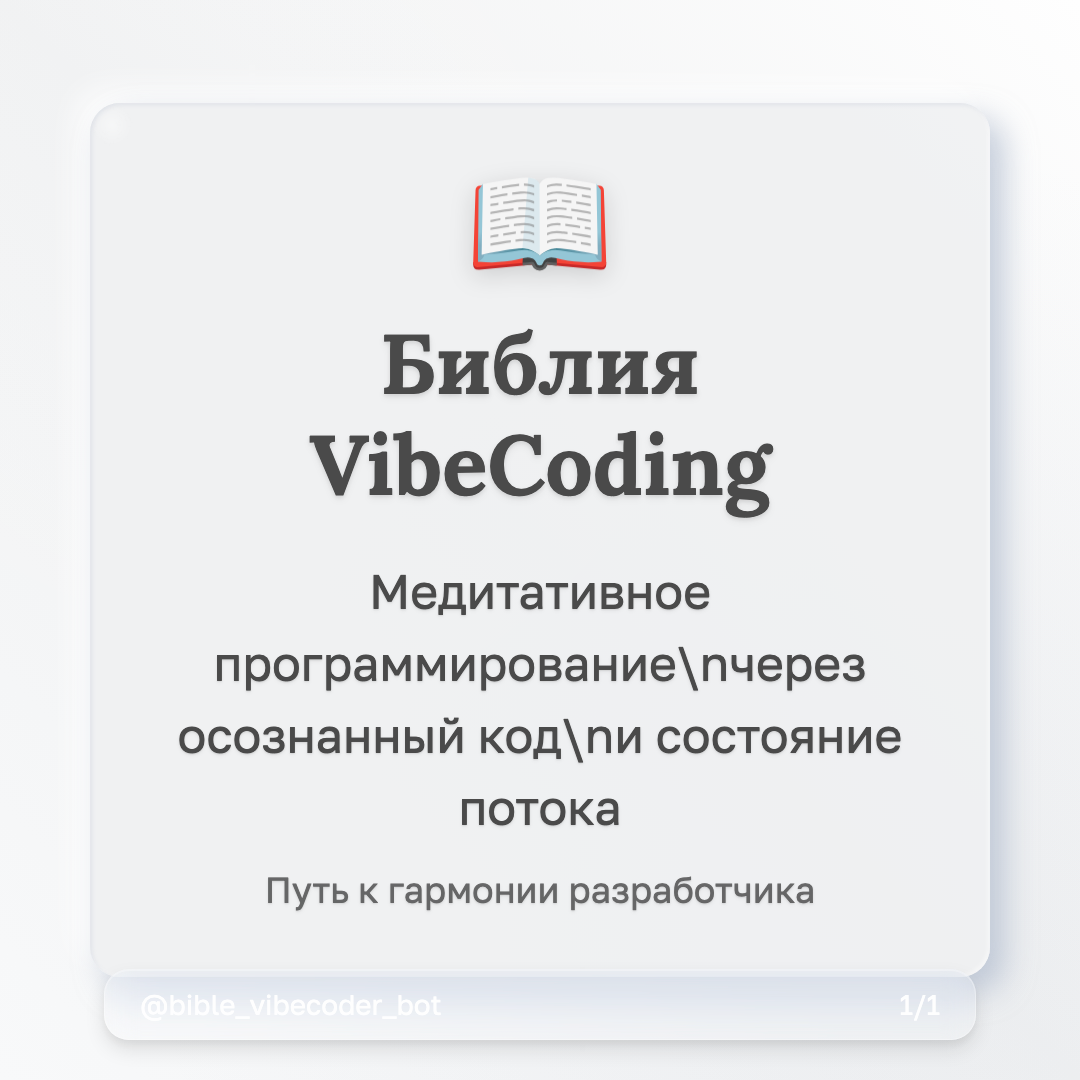 Библия
VibeCoding
Медитативное
программирование\nчерез
осознанный код\nи состояние
потока
Путь к гармонии разработчика
@bible_vibecoder_bot
1/1